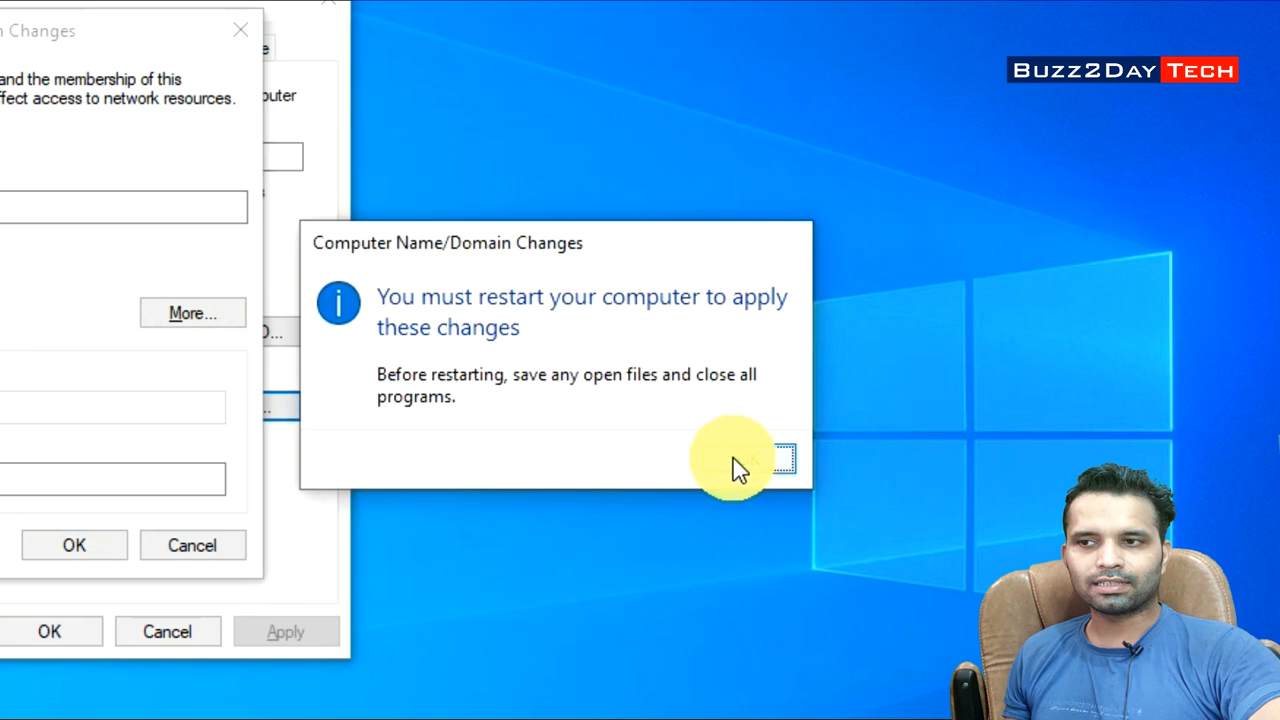 n Changes
and the membership of this
ffect access to network resources.
e
puter
More...
D...
...
OK
Cancel
OK
Cancel
Apply
Computer Name/Domain Changes
You must restart your computer to apply
these changes
Before restarting, save any open files and close all
programs.
BUZZ2DAY TECH